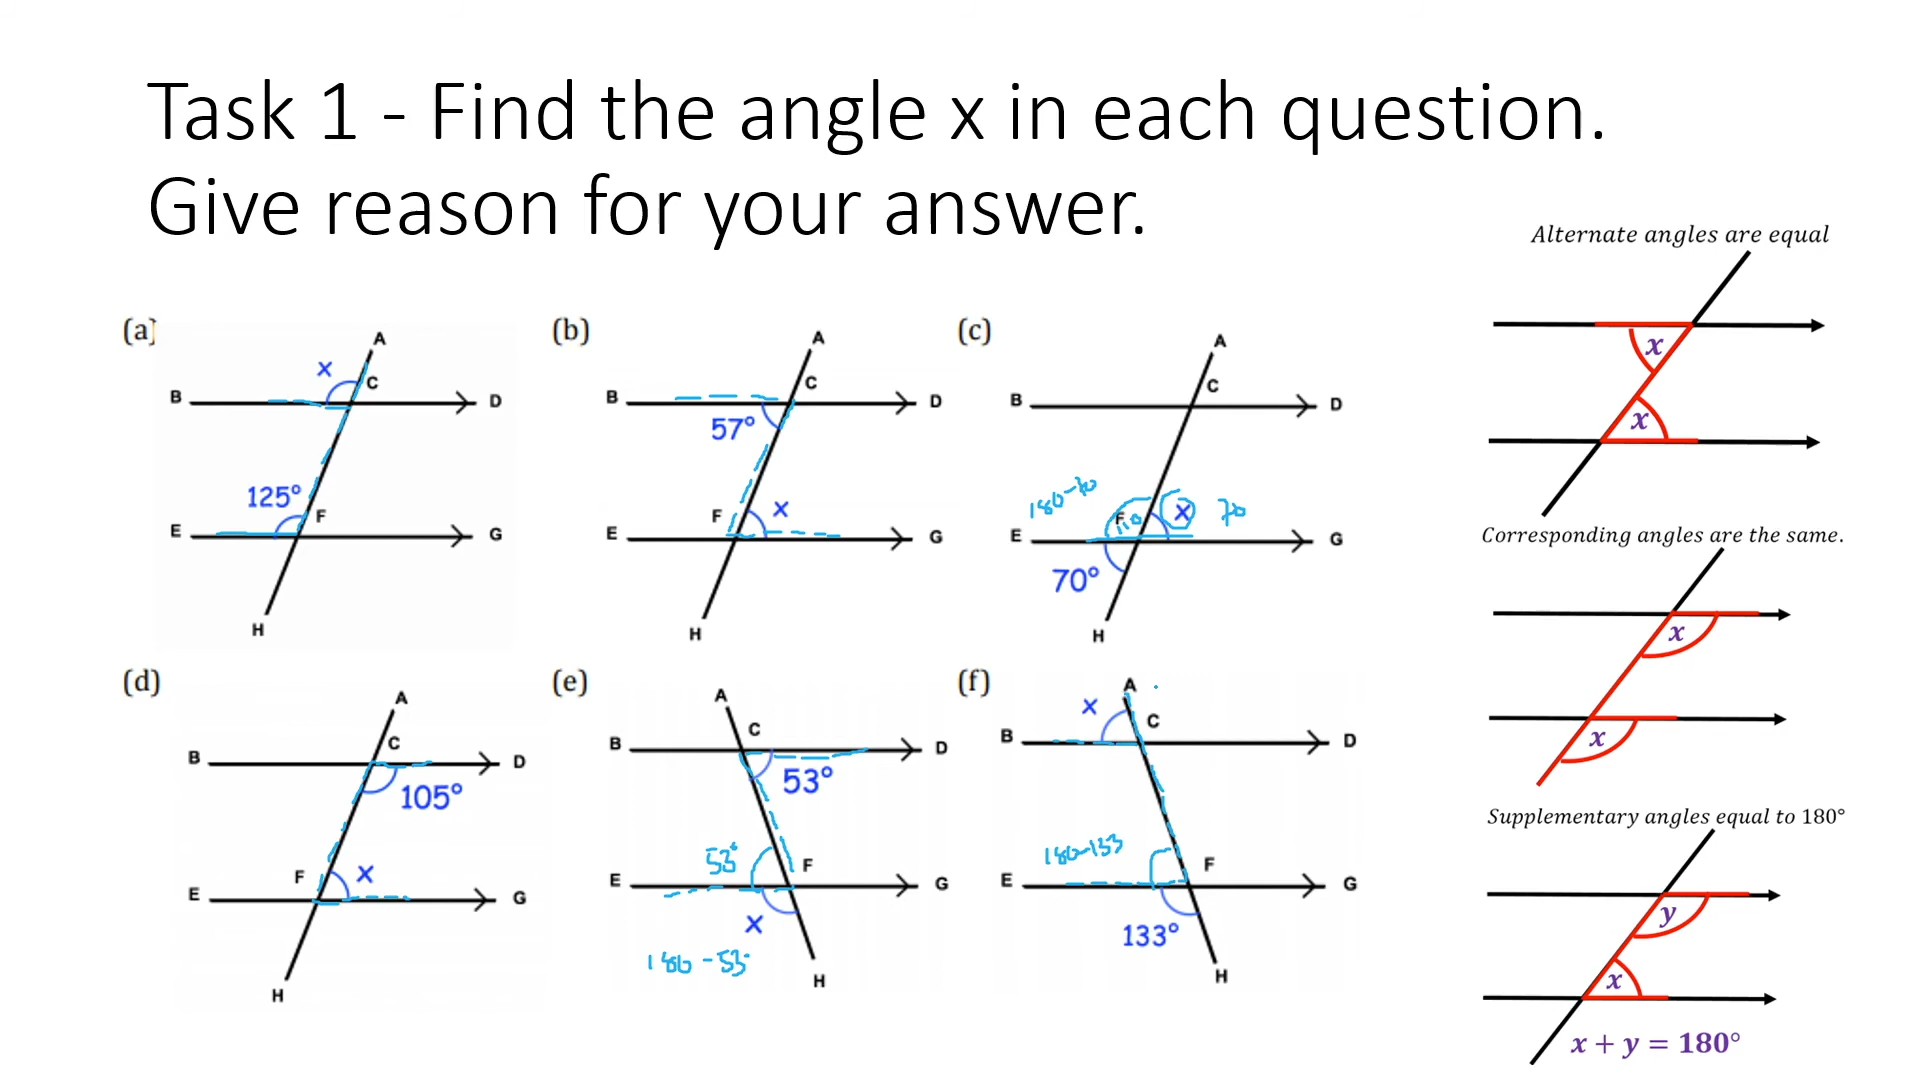 Task 1 - Find the angle x in each question.
Give reason for your answer.
Alternate angles are equal
x
x
Corresponding angles are the same.
x
x
Supplementary angles equal to 180°
y
x
x + y = 180°
(a)
A
x
C
B
D
125°
F
E
G
H
(b)
A
C
B
D
57°
x
F
E
G
H
(c)
A
C
B
D
180-70
F
110
x
70
E
G
70°
H
(d)
A
C
B
D
105°
F
x
E
G
H
(e)
A
C
B
D
53°
53°
F
E
G
x
180-53°
H
(f)
A
x
C
B
D
180-133
F
E
G
133°
H